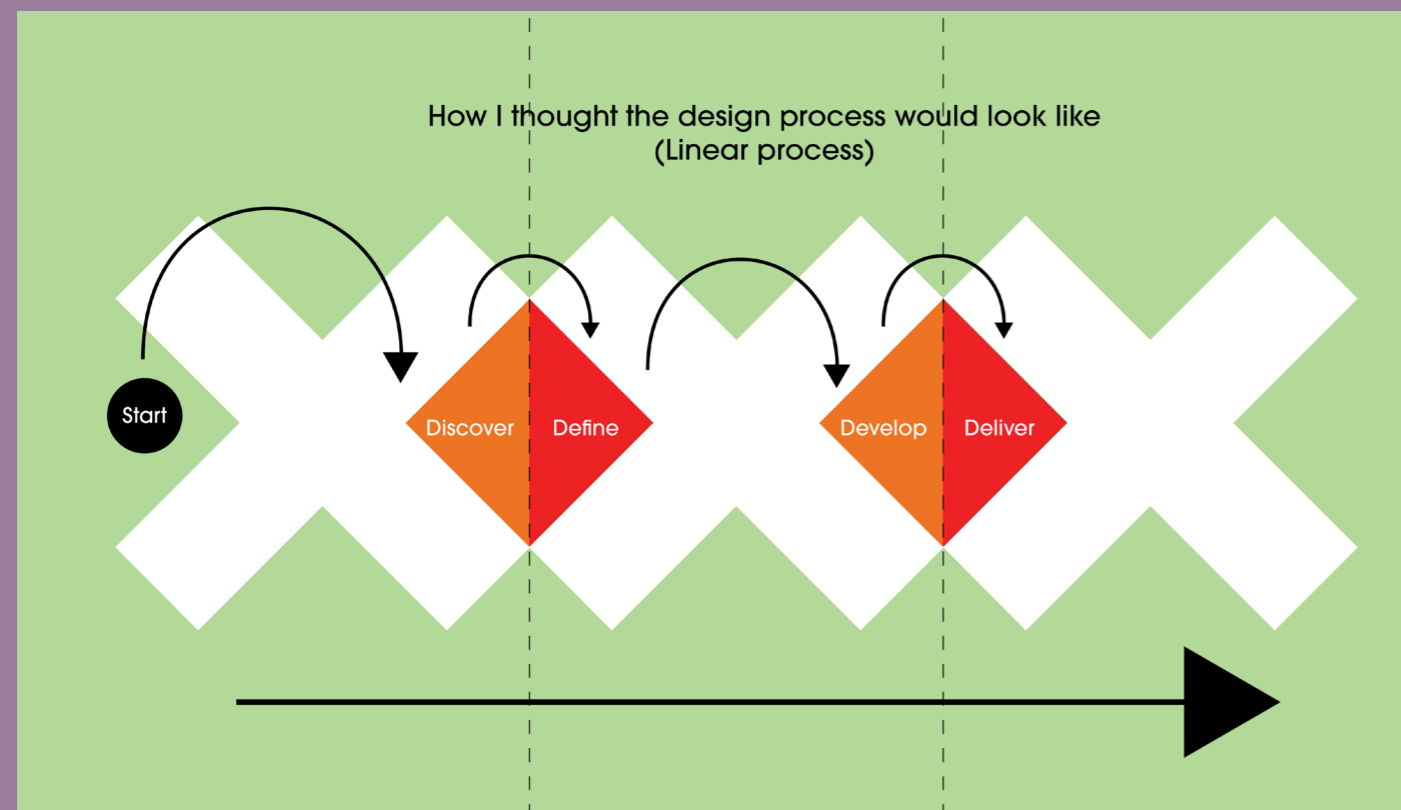 How I thought the design process would look like
(Linear process)
Start
Discover
Define
Develop
Deliver